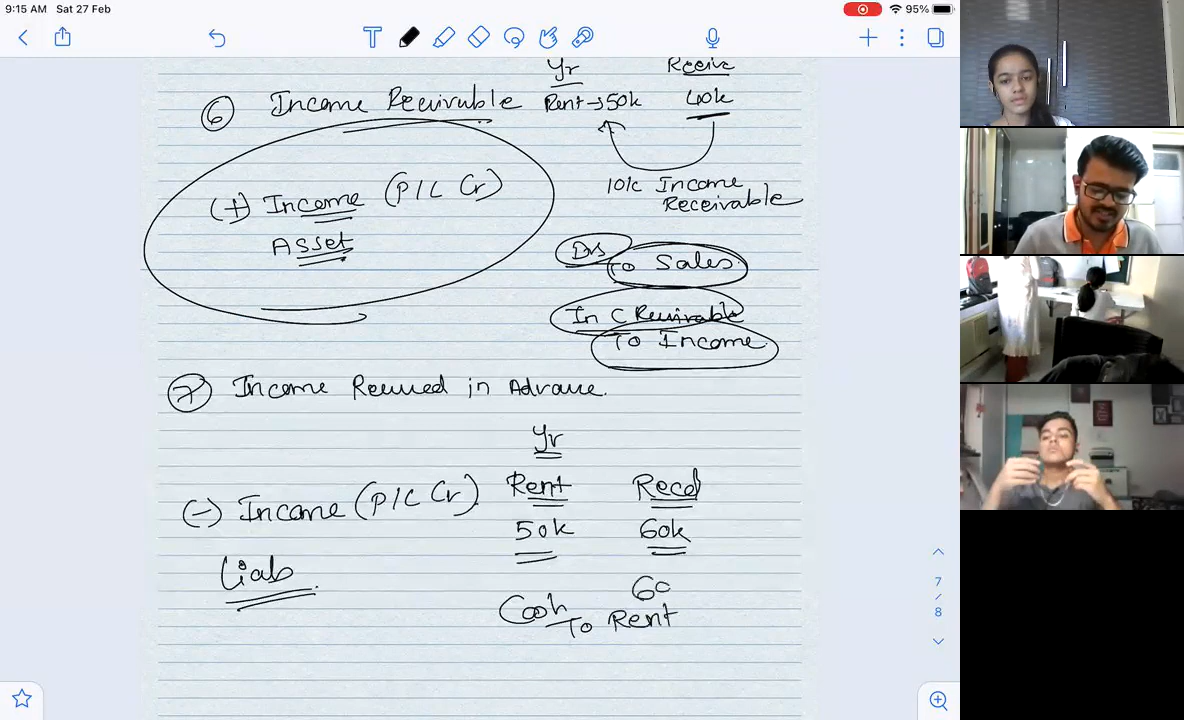 9:15 AM Sat 27 Feb
95%
Yr Receive
⑥ Income Receivable Rent → 50k 40k
10k Income
Receivable
(+) Income (P/L Cr)
Asset
Drs
To Sales
Inc Receivable
To Income
⑦ Income Received in Advance.
Yr
Rent Recd
(-) Income (P/L Cr)
50k 60k
Liab
60
Cash
To Rent
7
/
8